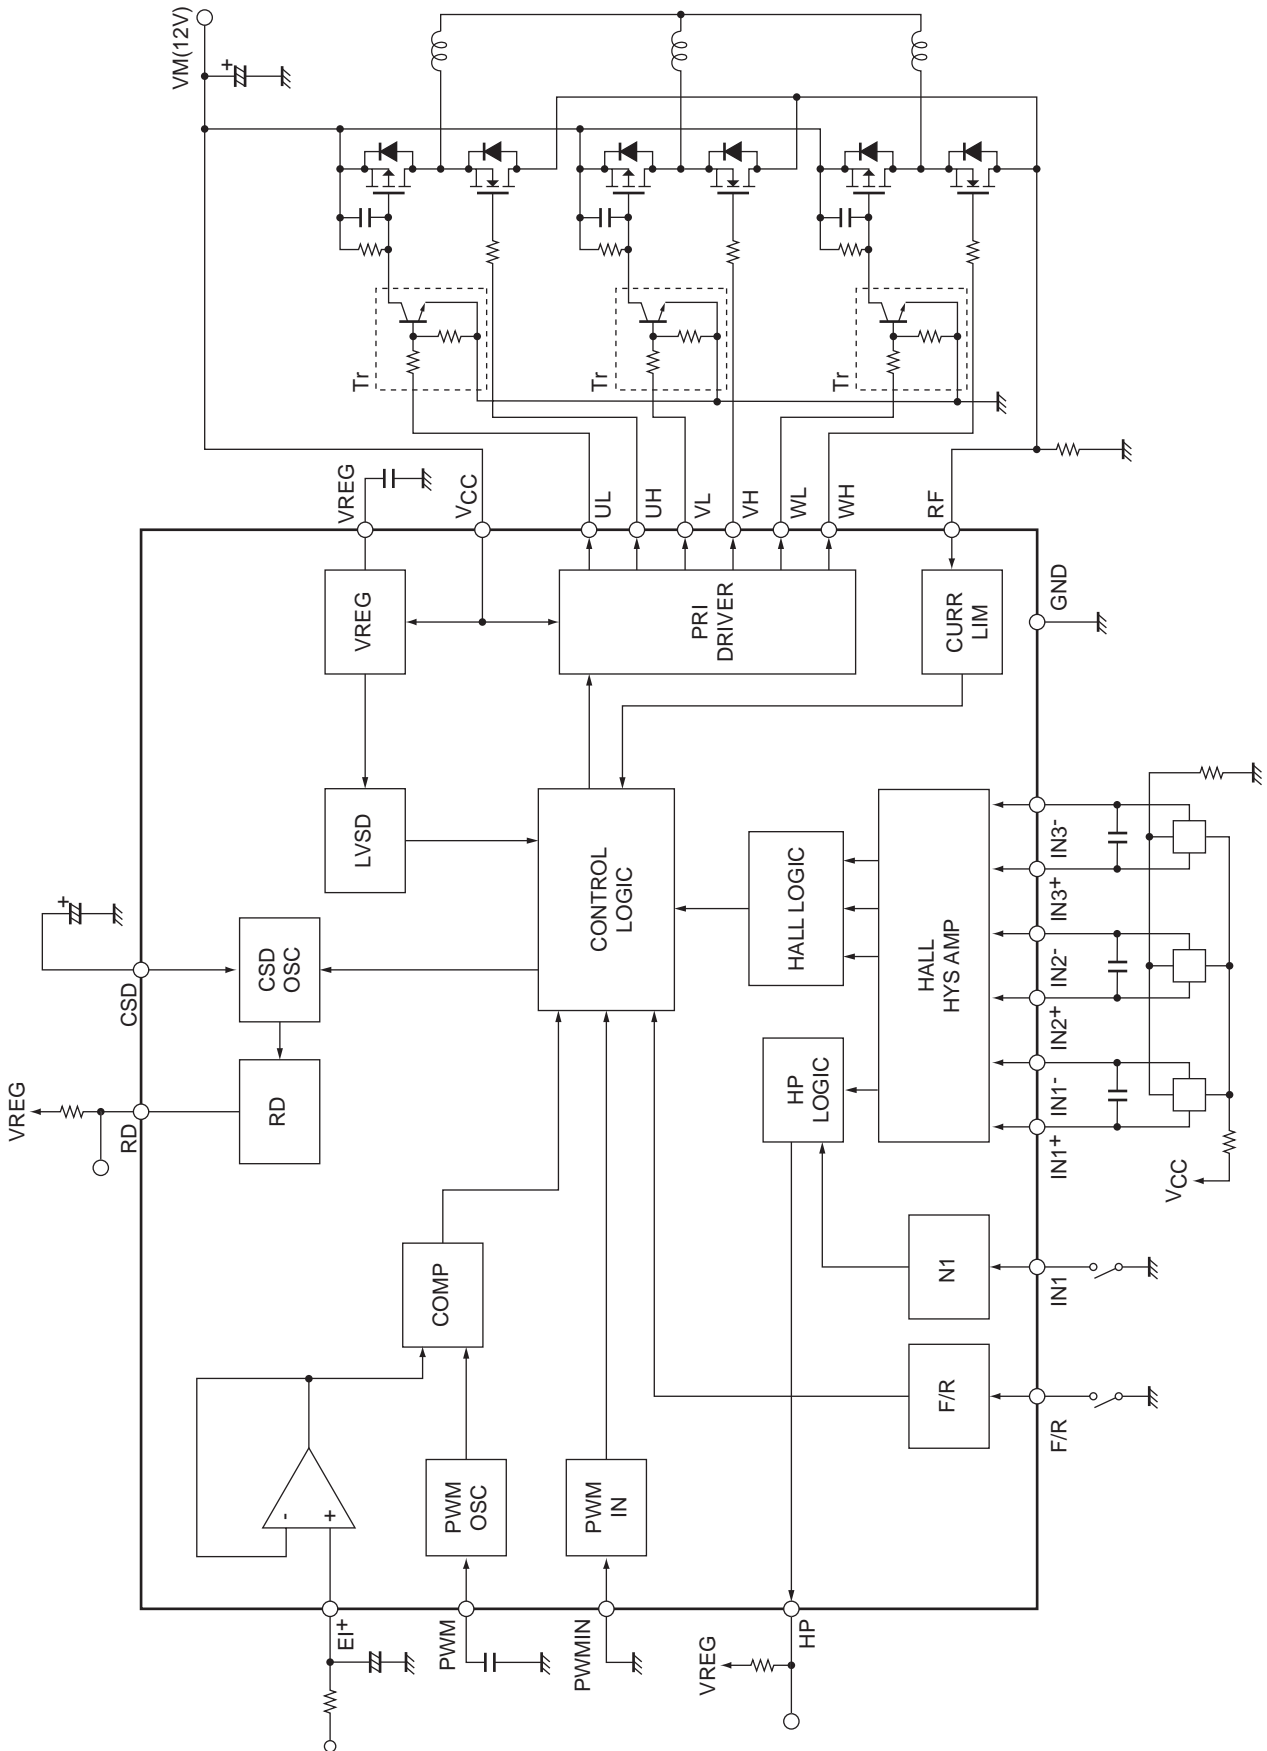 VM(12V)
+
Tr
Tr
Tr
VREG
VCC
UL
UH
VL
VH
WL
WH
RF
GND
VREG
PRI
DRIVER
CURR
LIM
LVSD
CONTROL
LOGIC
HALL LOGIC
HALL
HYS AMP
IN3-
IN3+
IN2-
IN2+
IN1-
IN1+
VCC
+
CSD
CSD
OSC
RD
RD
VREG
HP
LOGIC
COMP
N1
IN1
F/R
F/R
-
+
PWM
OSC
PWM
IN
EI+
PWM
PWMIN
HP
VREG